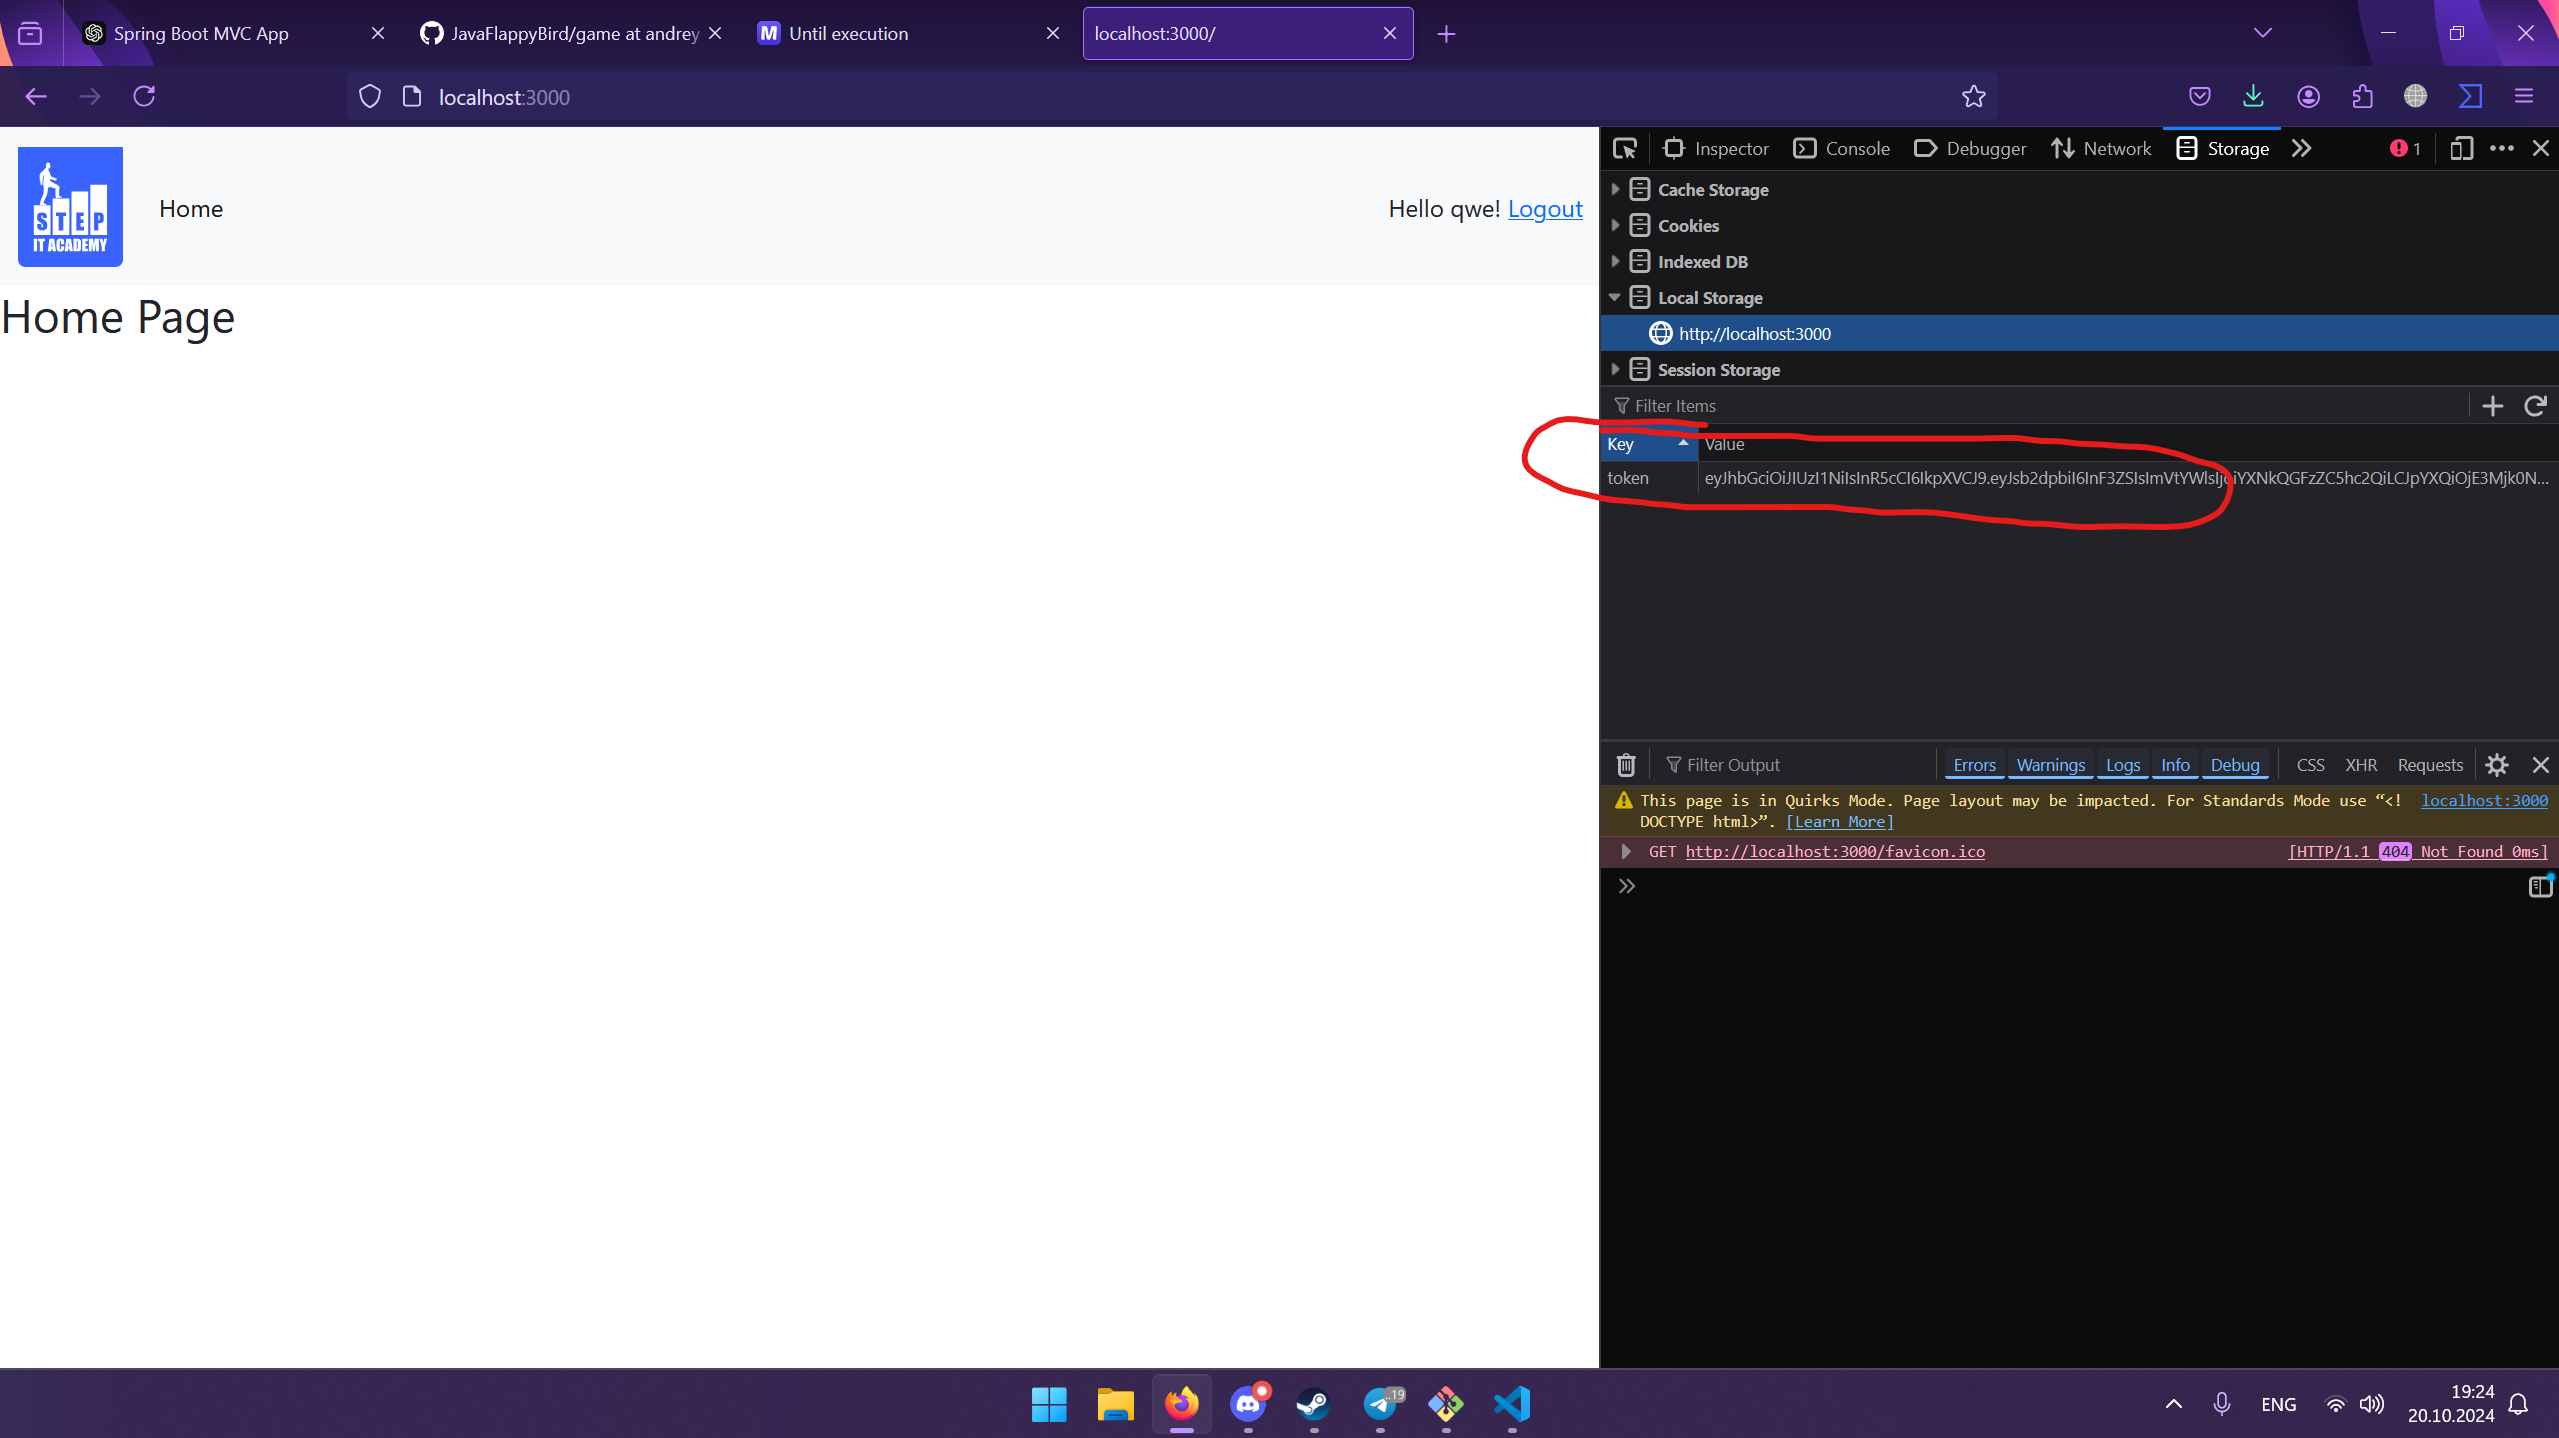 Spring Boot MVC App
JavaFlappyBird/game at andrey
M
Until execution
localhost:3000/
localhost:3000
STEP
IT ACADEMY
Home
Hello qwe! Logout
Home Page
Inspector
Console
Debugger
Network
Storage
1
Cache Storage
Cookies
Indexed DB
Local Storage
http://localhost:3000
Session Storage
Filter Items
Key
Value
token
eyJhbGciOiJIUzI1NiIsInR5cCI6IkpXVCJ9.eyJsb2dpbiI6InF3ZSIsImVtYWlsIjoiYXNkQGFzZC5hc2QiLCJpYXQiOjE3Mjk0N...
Filter Output
Errors
Warnings
Logs
Info
Debug
CSS
XHR
Requests
This page is in Quirks Mode. Page layout may be impacted. For Standards Mode use “<! localhost:3000
DOCTYPE html>”. [Learn More]
GET http://localhost:3000/favicon.ico [HTTP/1.1 404 Not Found 0ms]
..19
ENG
19:24
20.10.2024